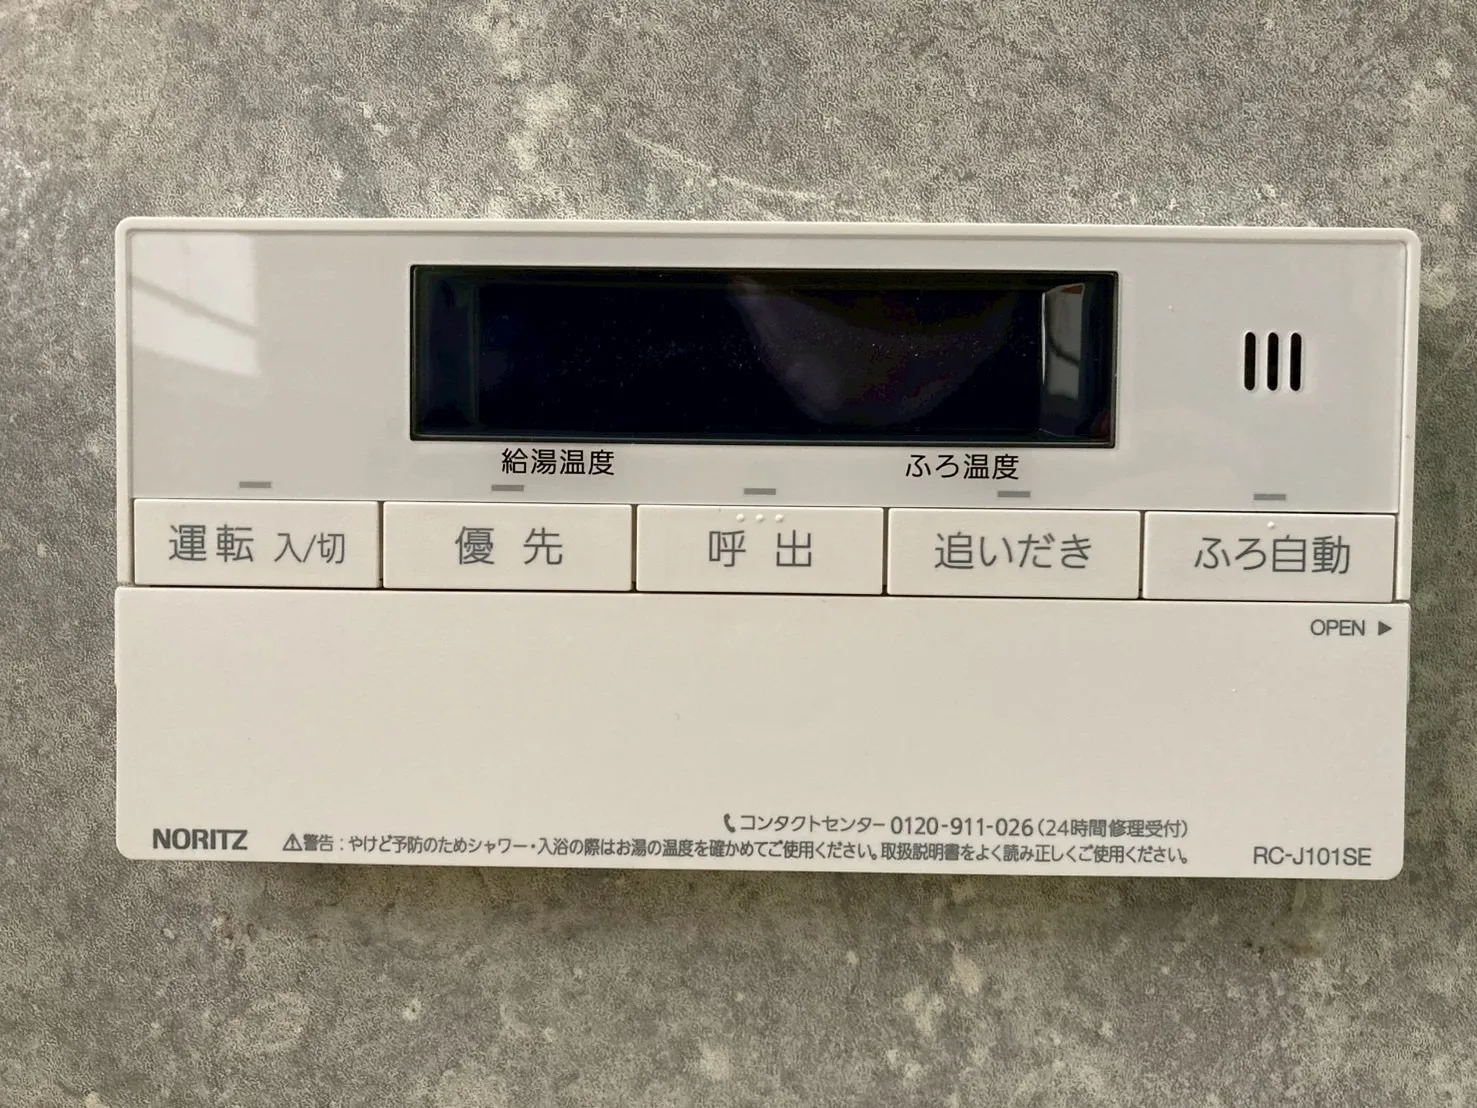 給湯温度 ふろ温度
運転 入/切 優先 呼出 追いだき ふろ自動
OPEN ▶
コンタクトセンター 0120-911-026(24時間修理受付)
NORITZ ⚠警告:やけど予防のためシャワー・入浴の際はお湯の温度を確かめてご使用ください。取扱説明書をよく読み正しくご使用ください。 RC-J101SE